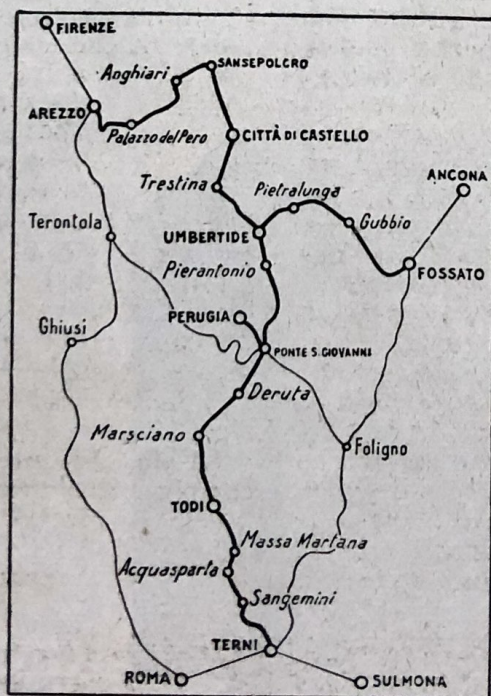 FIRENZE
SANSEPOLCRO
Anghiari
AREZZO
Palazzo del Pero
CITTÀ DI CASTELLO
Trestina
Pietralunga
ANCONA
Terontola
UMBERTIDE
Gubbio
Pierantonio
FOSSATO
PERUGIA
Ghiusi
PONTE S. GIOVANNI
Deruta
Marsciano
Foligno
TODI
Massa Martana
Acquasparta
Sangemini
TERNI
ROMA
SULMONA